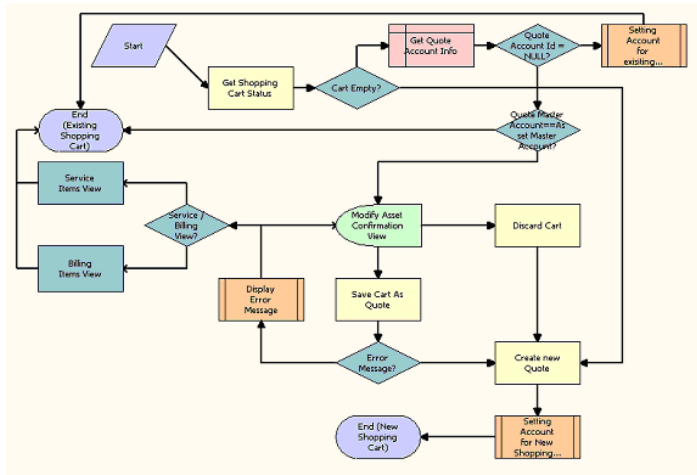 Start
Get Shopping
Cart Status
Cart Empty?
Get Quote
Account Info
Quote
Account Id =
NULL?
Setting
Account
for
existing...
End
(Existing
Shopping
Cart)
Quote Master
Account==As
set Master
Account?
Service
Items View
Billing
Items View
Service /
Billing
View?
Modify Asset
Confirmation
View
Discard Cart
Display
Error
Message
Save Cart As
Quote
Error
Message?
Create new
Quote
End (New
Shopping
Cart)
Setting
Account
for New
Shopping...